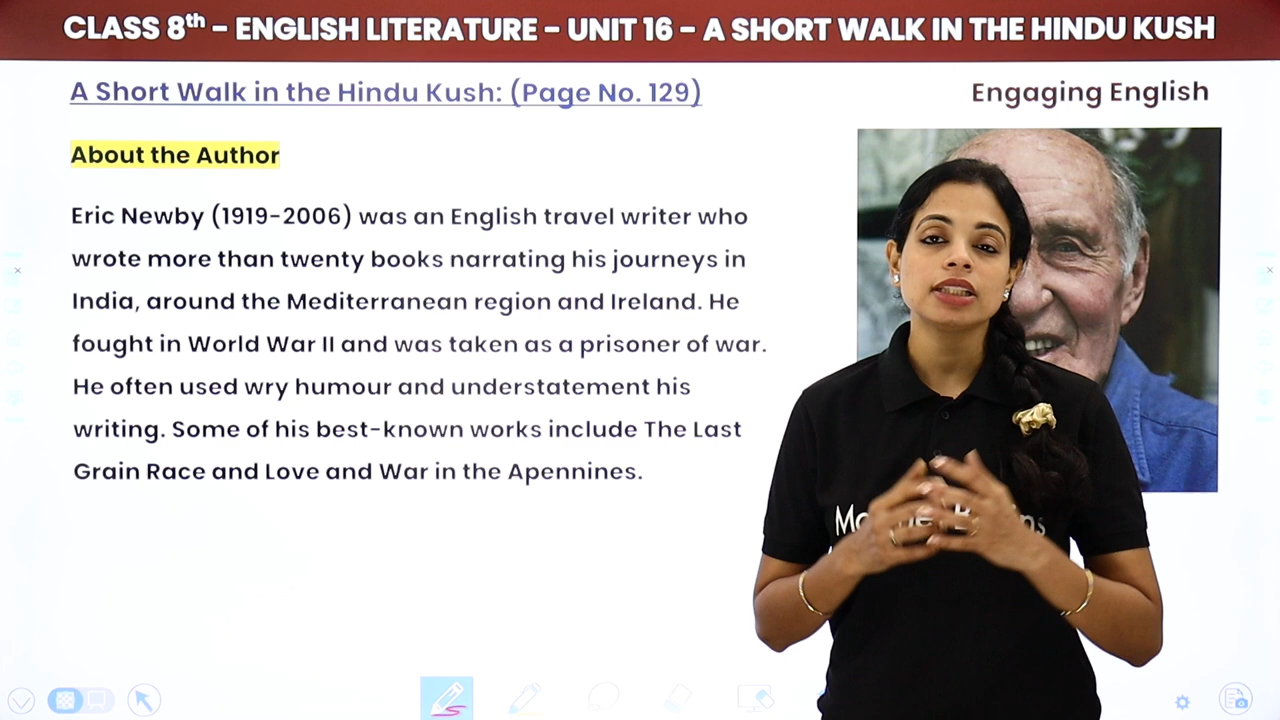 CLASS 8th - ENGLISH LITERATURE - UNIT 16 - A SHORT WALK IN THE HINDU KUSH
A Short Walk in the Hindu Kush: (Page No. 129)
Engaging English
About the Author
Eric Newby (1919-2006) was an English travel writer who
wrote more than twenty books narrating his journeys in
India, around the Mediterranean region and Ireland. He
fought in World War II and was taken as a prisoner of war.
He often used wry humour and understatement his
writing. Some of his best-known works include The Last
Grain Race and Love and War in the Apennines.